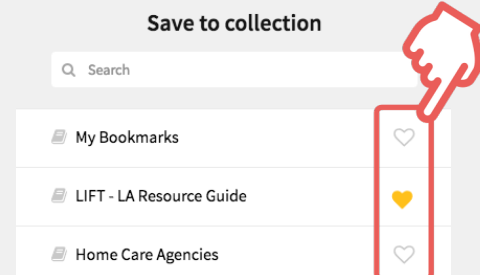 Save to collection
Search
My Bookmarks
LIFT - LA Resource Guide
Home Care Agencies